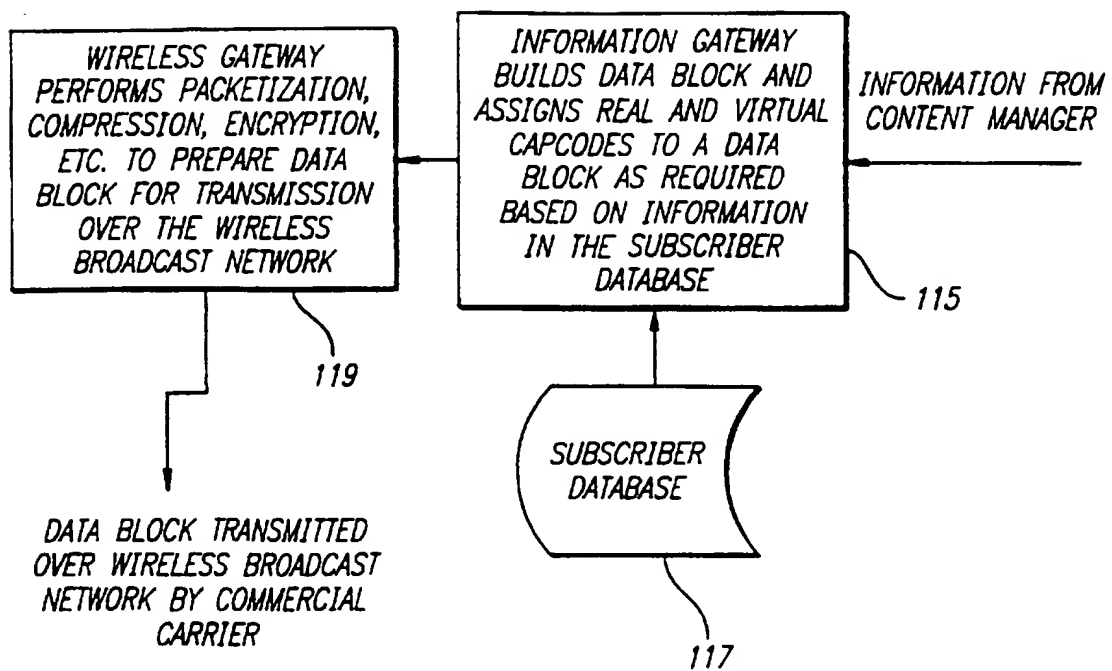 WIRELESS GATEWAY
PERFORMS PACKETIZATION,
COMPRESSION, ENCRYPTION,
ETC. TO PREPARE DATA
BLOCK FOR TRANSMISSION
OVER THE WIRELESS
BROADCAST NETWORK
119
INFORMATION GATEWAY
BUILDS DATA BLOCK AND
ASSIGNS REAL AND VIRTUAL
CAPCODES TO A DATA
BLOCK AS REQUIRED
BASED ON INFORMATION
IN THE SUBSCRIBER
DATABASE
115
INFORMATION FROM
CONTENT MANAGER
SUBSCRIBER
DATABASE
117
DATA BLOCK TRANSMITTED
OVER WIRELESS BROADCAST
NETWORK BY COMMERCIAL
CARRIER